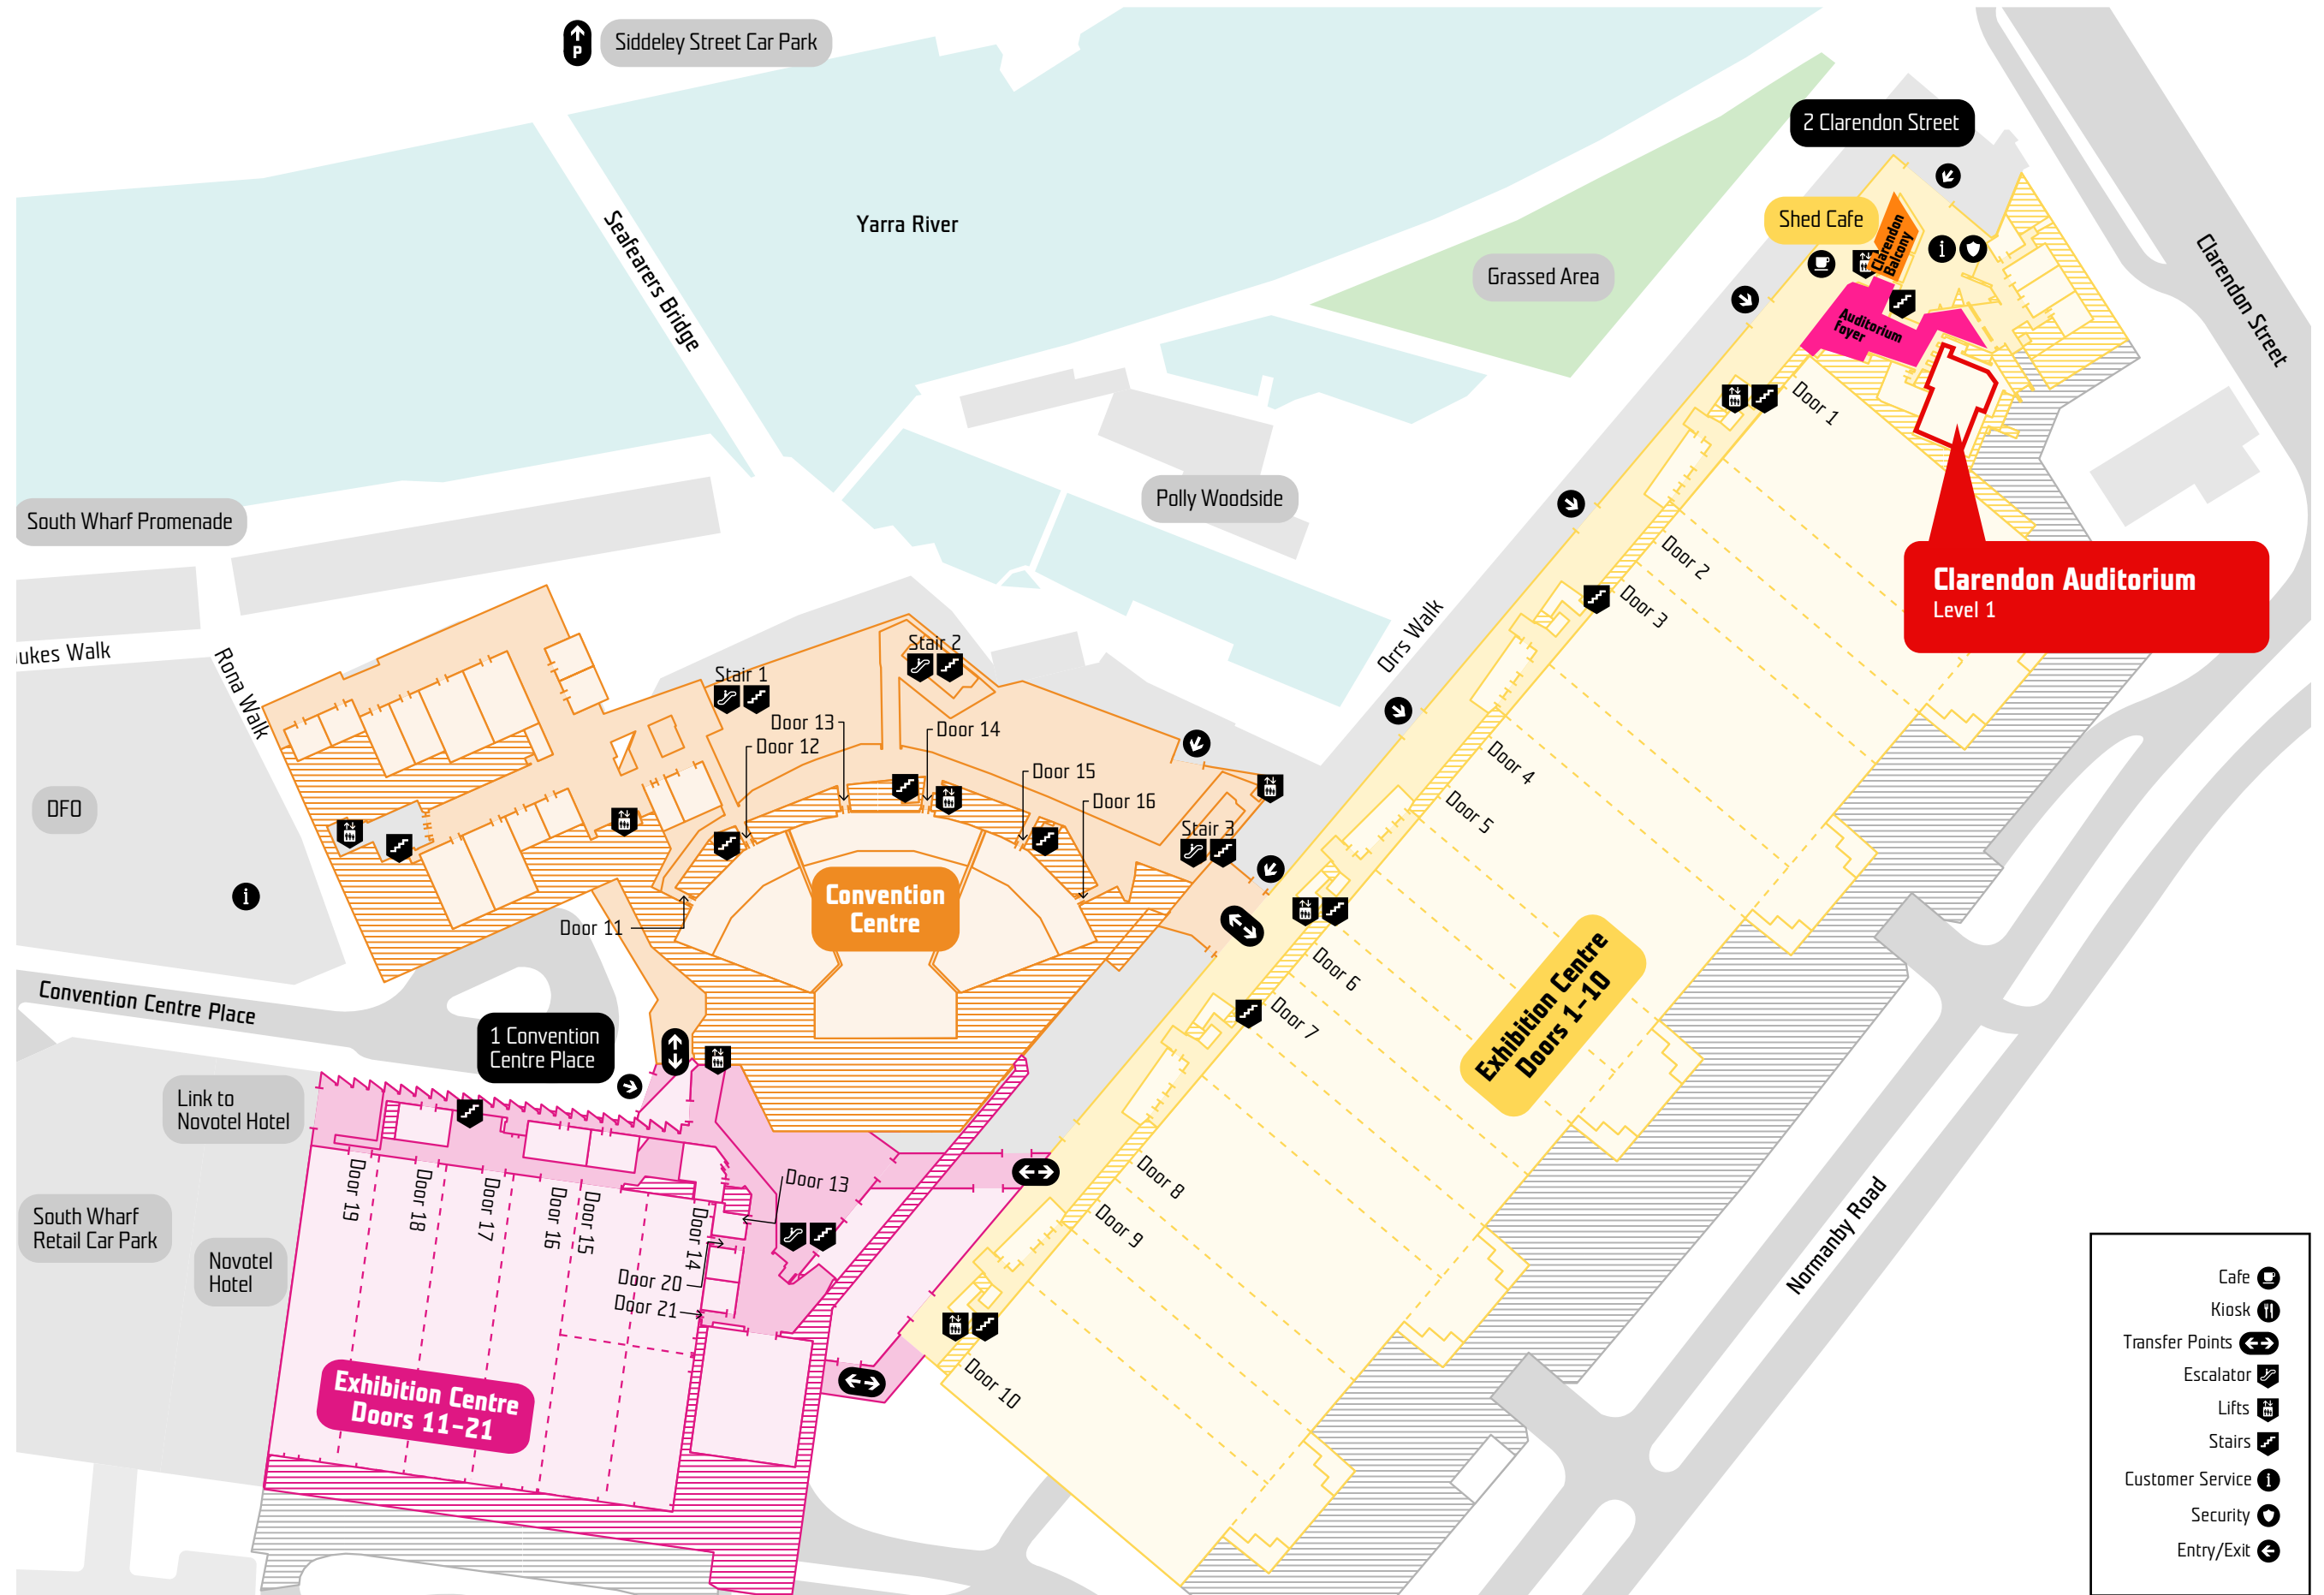 P
Siddeley Street Car Park
2 Clarendon Street
Seafearers Bridge
Yarra River
Shed Cafe
Clarendon
Balcony
Grassed Area
Clarendon Street
Auditorium
Foyer
Door 1
South Wharf Promenade
Polly Woodside
Door 2
Door 3
Clarendon Auditorium
Level 1
ukes Walk
Rona Walk
Orrs Walk
Stair 1
Stair 2
Door 13
Door 12
Door 14
Door 15
Door 16
Door 4
Door 5
DFO
Stair 3
Convention
Centre
Door 11
Door 6
Door 7
Exhibition Centre
Doors 1-10
Convention Centre Place
1 Convention
Centre Place
Link to
Novotel Hotel
Door 19
Door 18
Door 17
Door 16
Door 15
Door 14
Door 13
Door 20
Door 21
Door 8
Door 9
South Wharf
Retail Car Park
Novotel
Hotel
Normanby Road
Door 10
Exhibition Centre
Doors 11-21
Cafe
Kiosk
Transfer Points
Escalator
Lifts
Stairs
Customer Service
Security
Entry/Exit